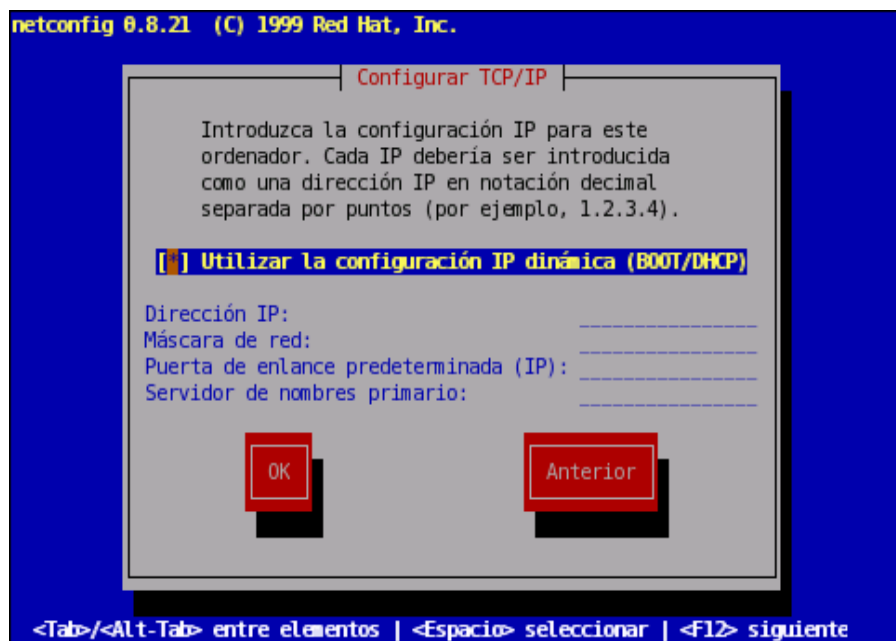 netconfig 0.8.21 (C) 1999 Red Hat, Inc.
Configurar TCP/IP
Introduzca la configuración IP para este
ordenador. Cada IP debería ser introducida
como una dirección IP en notación decimal
separada por puntos (por ejemplo, 1.2.3.4).
[*] Utilizar la configuración IP dinámica (BOOT/DHCP)
Dirección IP:
Máscara de red:
Puerta de enlance predeterminada (IP):
Servidor de nombres primario:
OK Anterior
<Tab>/<Alt-Tab> entre elementos | <Espacio> seleccionar | <F12> siguiente